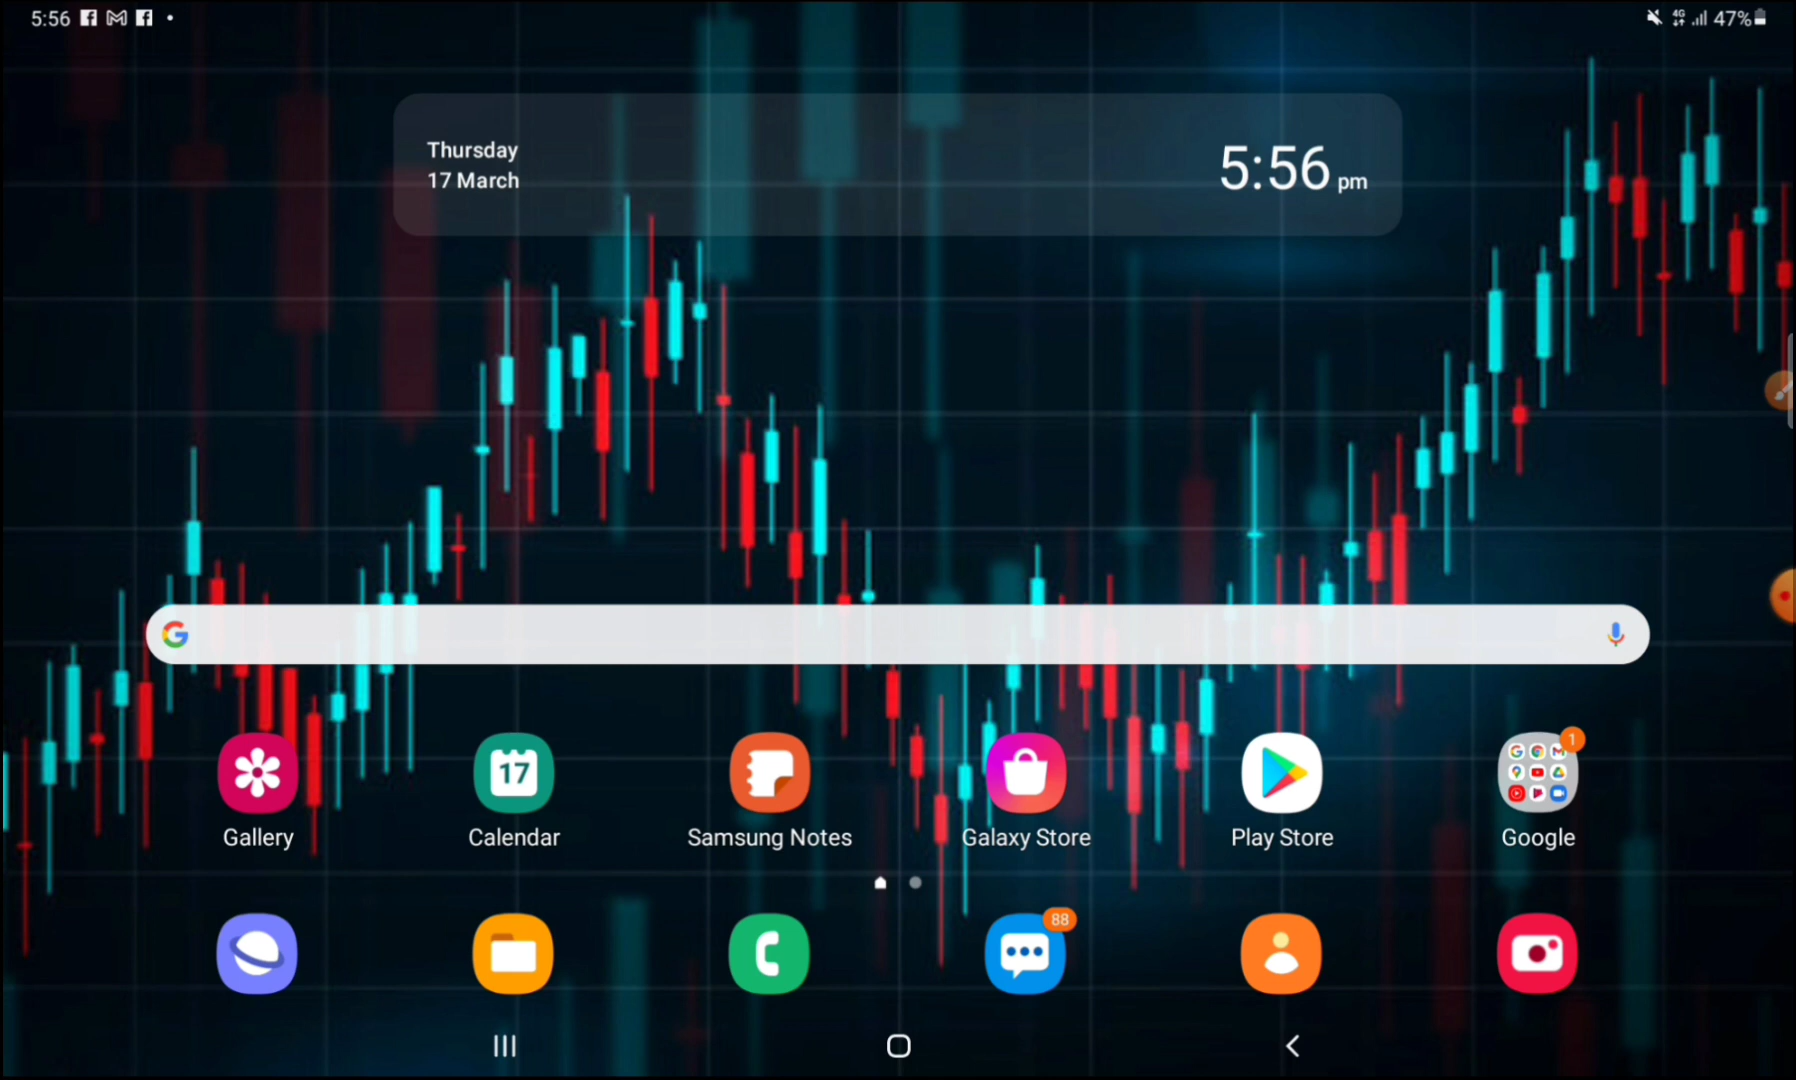 5:56
4G
47%
Thursday
17 March
5:56 pm
17
1
Gallery
Calendar
Samsung Notes
Galaxy Store
Play Store
Google
88